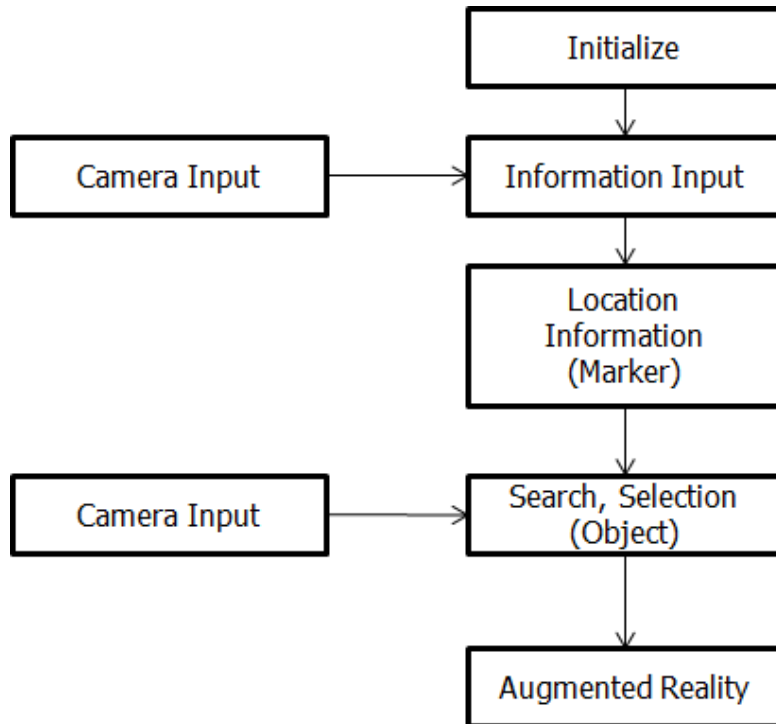 Initialize
Camera Input
Information Input
Location
Information
(Marker)
Camera Input
Search, Selection
(Object)
Augmented Reality